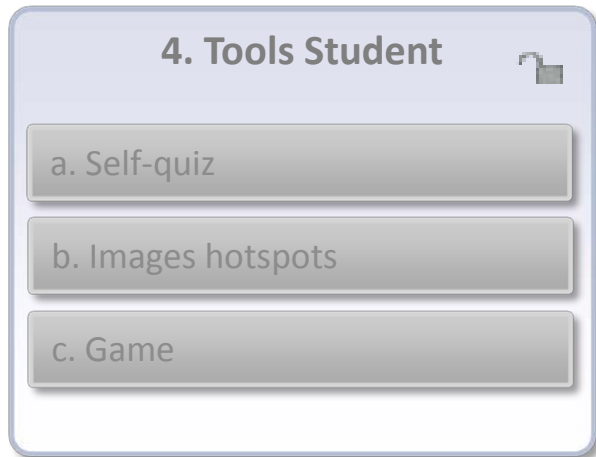 4. Tools Student
a. Self-quiz
b. Images hotspots
c. Game